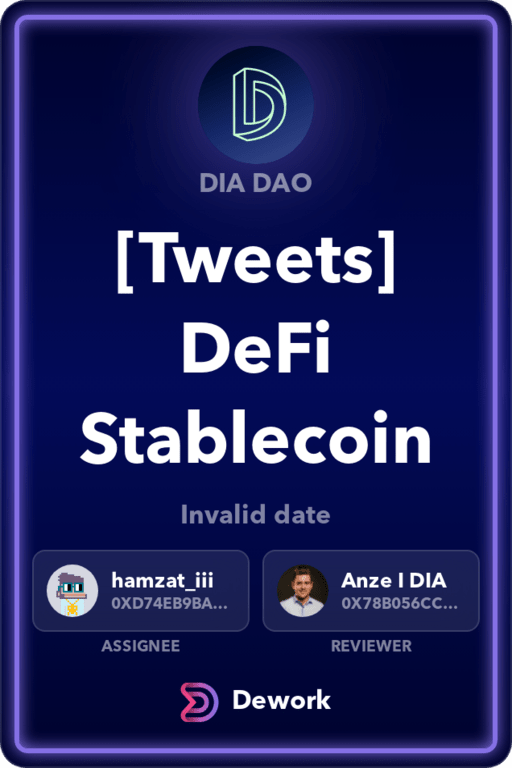 DIA DAO
[Tweets]
DeFi
Stablecoin
Invalid date
hamzat_iii
0XD74EB9BA...
Anze I DIA
0X78B056CC...
ASSIGNEE
REVIEWER
Dework